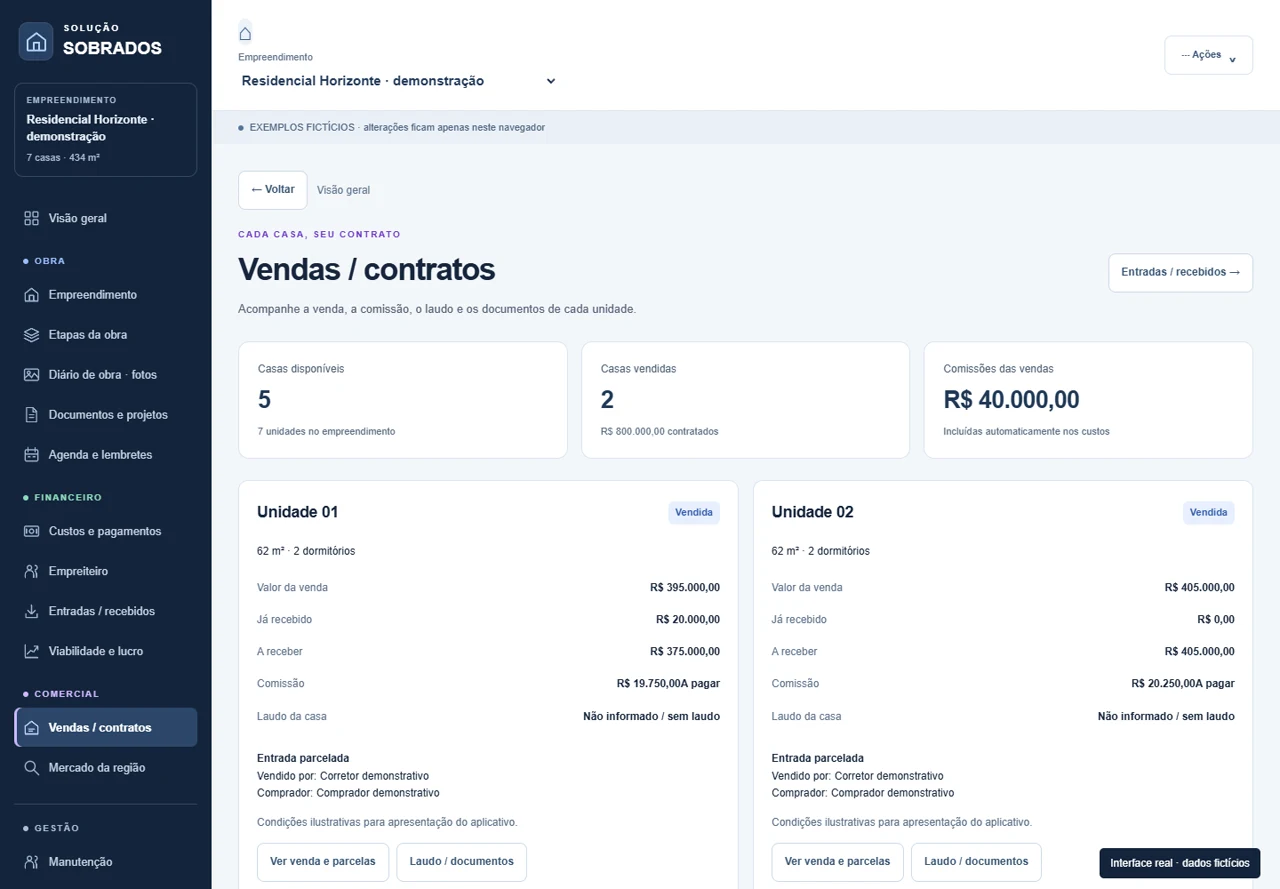 SOLUÇÃO
SOBRADOS
EMPREENDIMENTO
Residencial Horizonte ·
demonstração
7 casas · 434 m²
Visão geral
OBRA
Empreendimento
Etapas da obra
Diário de obra · fotos
Documentos e projetos
Agenda e lembretes
FINANCEIRO
Custos e pagamentos
Empreiteiro
Entradas / recebidos
Viabilidade e lucro
COMERCIAL
Vendas / contratos
Mercado da região
GESTÃO
Manutenção
Empreendimento
Residencial Horizonte · demonstração
··· Ações
EXEMPLOS FICTÍCIOS · alterações ficam apenas neste navegador
← Voltar Visão geral
CADA CASA, SEU CONTRATO
Vendas / contratos
Entradas / recebidos →
Acompanhe a venda, a comissão, o laudo e os documentos de cada unidade.
Casas disponíveis
5
7 unidades no empreendimento
Casas vendidas
2
R$ 800.000,00 contratados
Comissões das vendas
R$ 40.000,00
Incluídas automaticamente nos custos
Unidade 01 Vendida
62 m² · 2 dormitórios
Valor da venda R$ 395.000,00
Já recebido R$ 20.000,00
A receber R$ 375.000,00
Comissão R$ 19.750,00A pagar
Laudo da casa Não informado / sem laudo
Entrada parcelada
Vendido por: Corretor demonstrativo
Comprador: Comprador demonstrativo
Condições ilustrativas para apresentação do aplicativo.
Ver venda e parcelas Laudo / documentos
Unidade 02 Vendida
62 m² · 2 dormitórios
Valor da venda R$ 405.000,00
Já recebido R$ 0,00
A receber R$ 405.000,00
Comissão R$ 20.250,00A pagar
Laudo da casa Não informado / sem laudo
Entrada parcelada
Vendido por: Corretor demonstrativo
Comprador: Comprador demonstrativo
Condições ilustrativas para apresentação do aplicativo.
Ver venda e parcelas Laudo / documentos
Interface real · dados fictícios